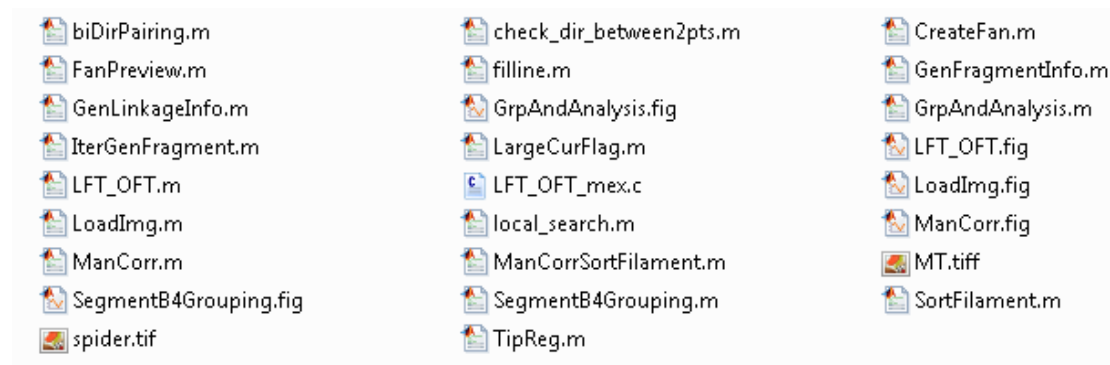 biDirPairing.m check_dir_between2pts.m CreateFan.m
FanPreview.m filline.m GenFragmentInfo.m
GenLinkageInfo.m GrpAndAnalysis.fig GrpAndAnalysis.m
IterGenFragment.m LargeCurFlag.m LFT_OFT.fig
LFT_OFT.m LFT_OFT_mex.c LoadImg.fig
LoadImg.m local_search.m ManCorr.fig
ManCorr.m ManCorrSortFilament.m MT.tiff
SegmentB4Grouping.fig SegmentB4Grouping.m SortFilament.m
spider.tif TipReg.m